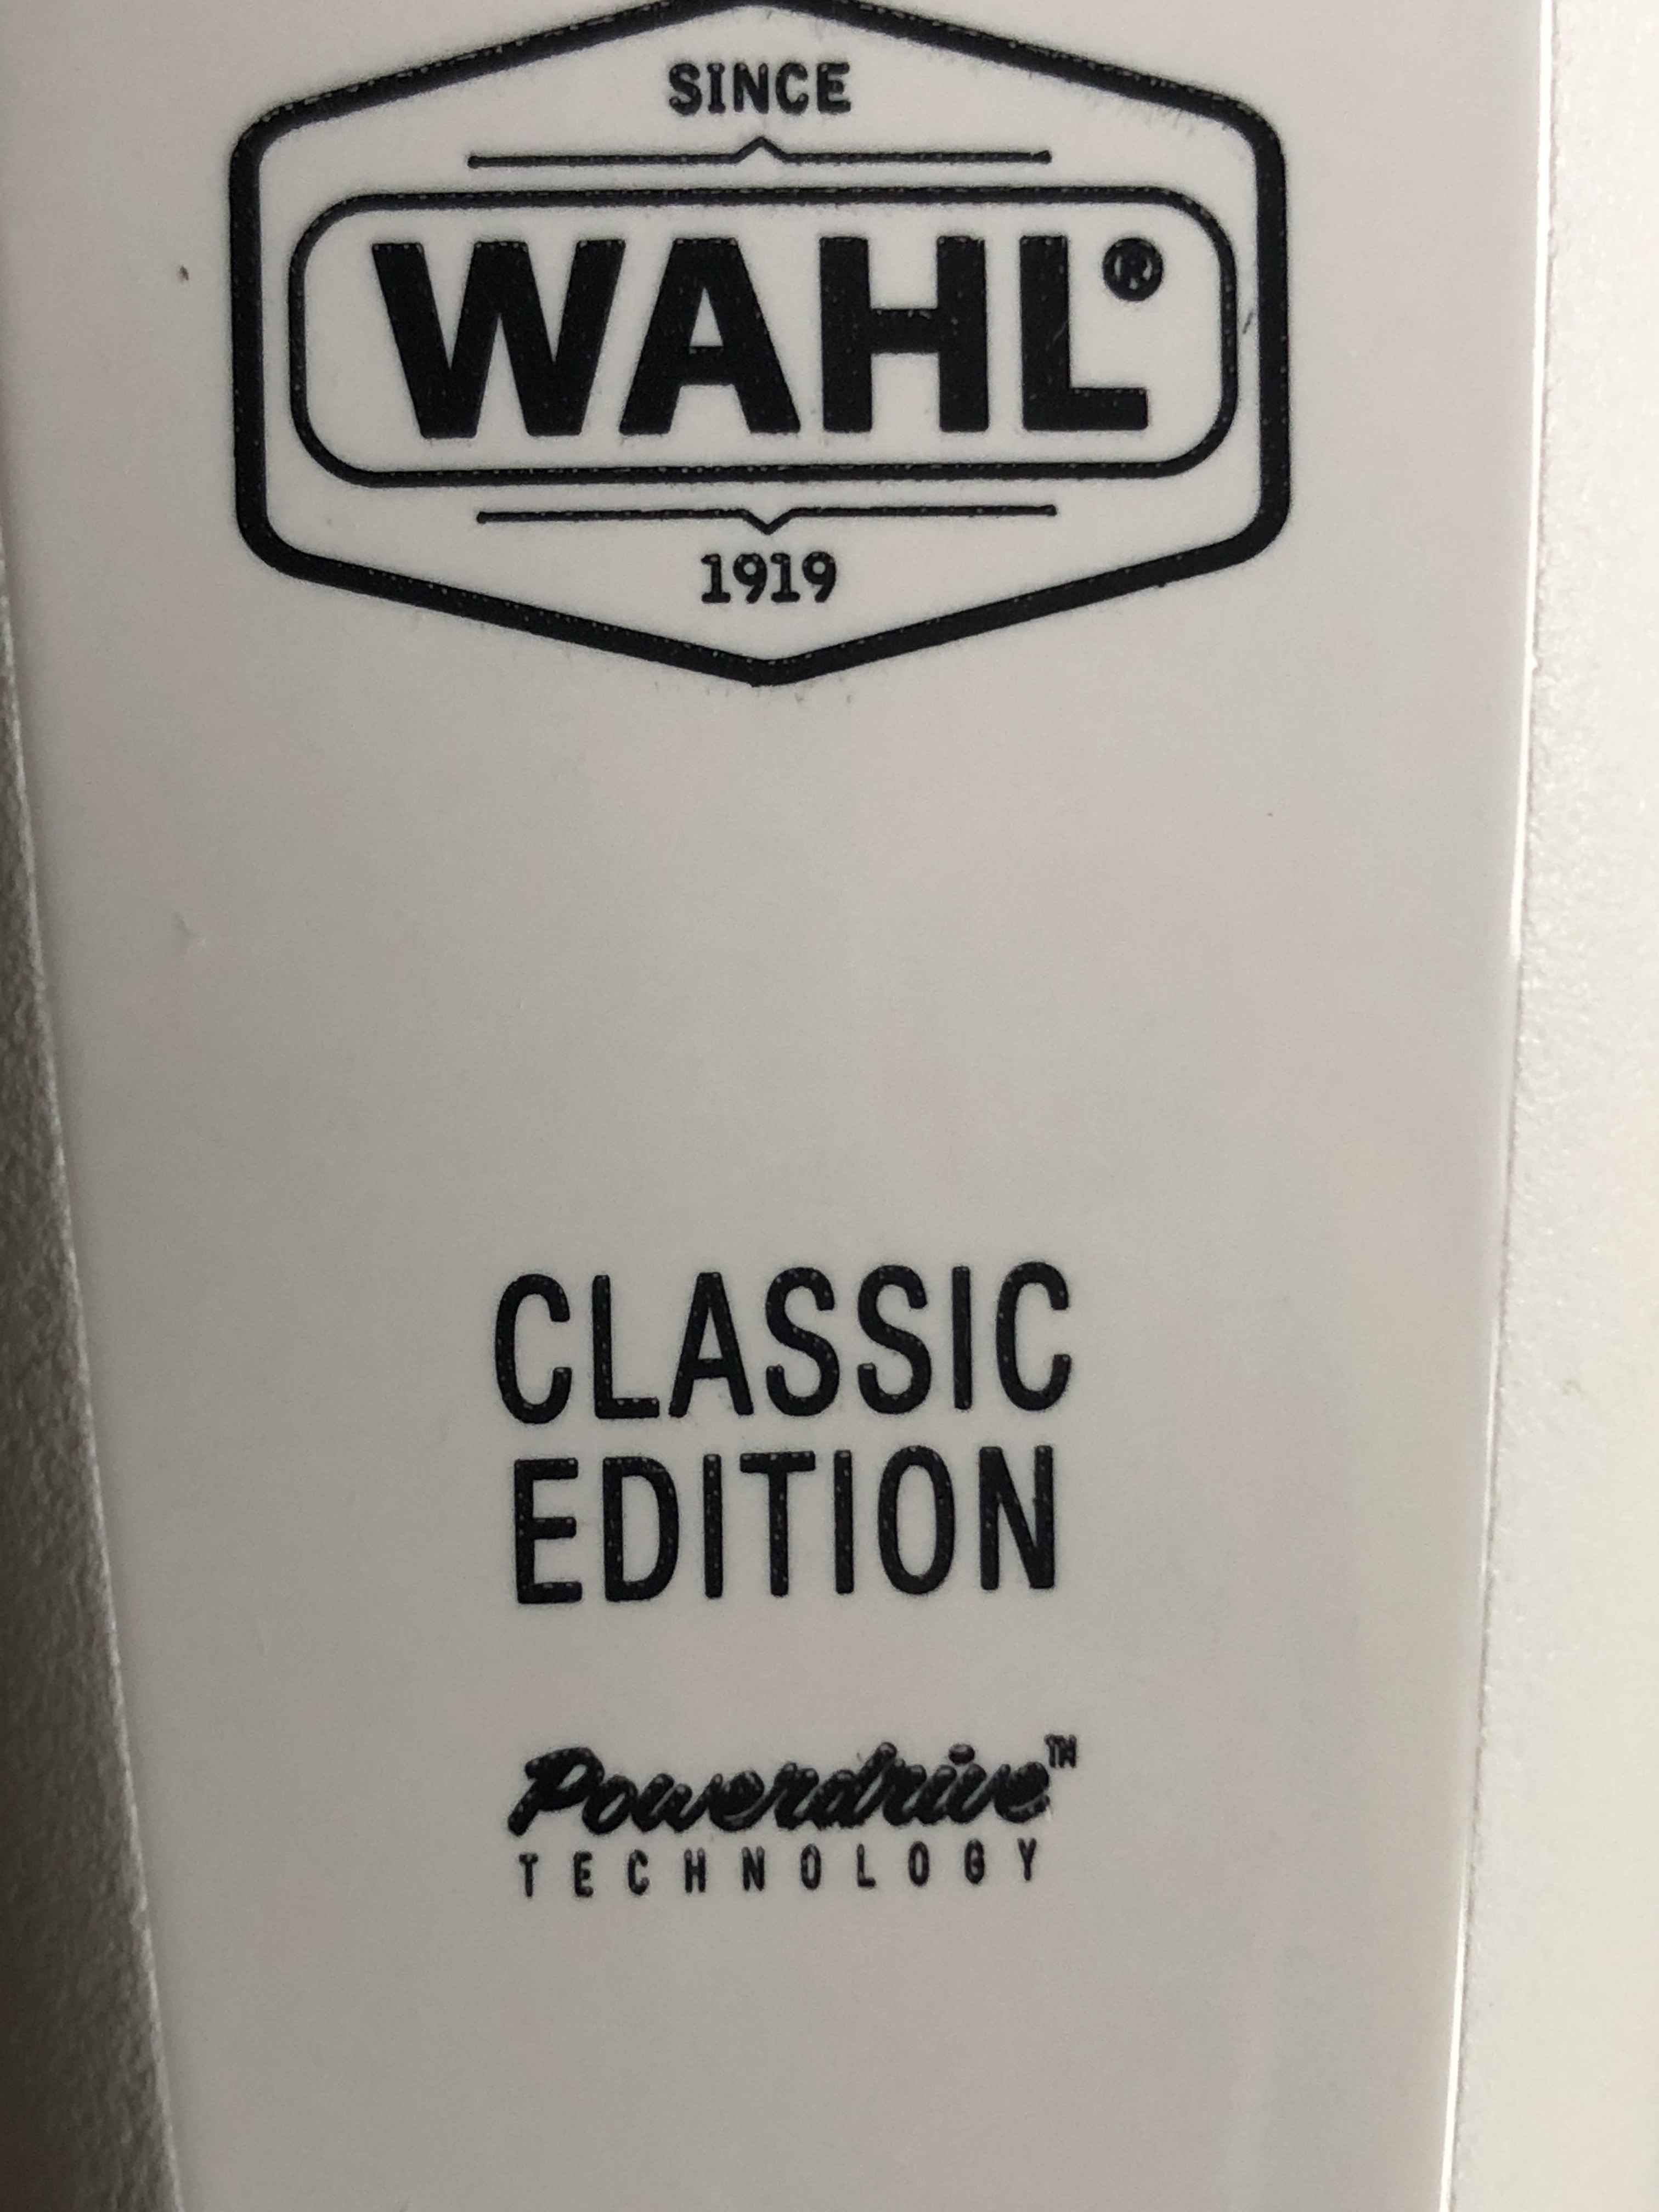 SINCE
WAHL®
1919
CLASSIC
EDITION
Powerdrive™
TECHNOLOGY